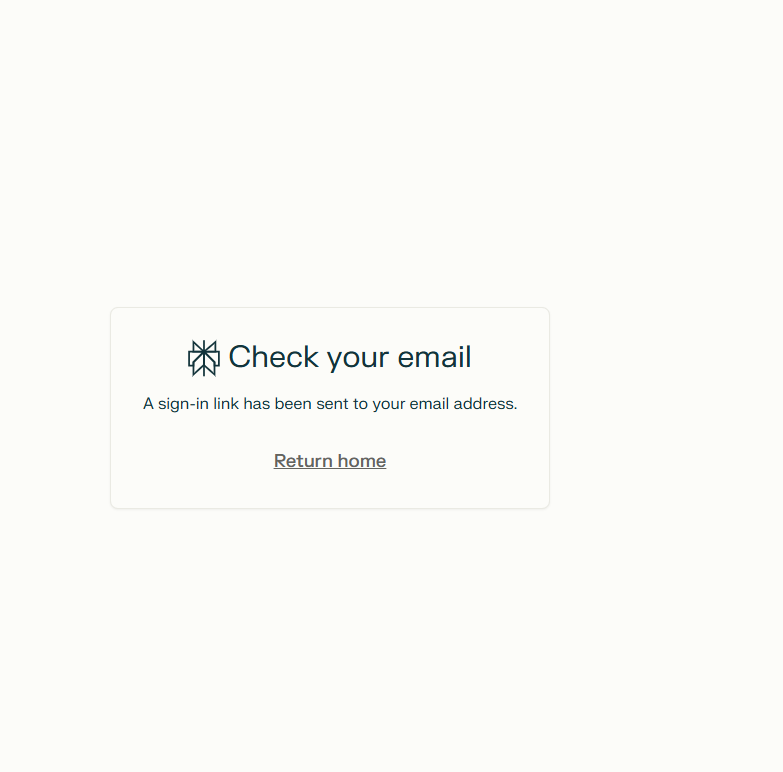 Check your email
A sign-in link has been sent to your email address.
Return home